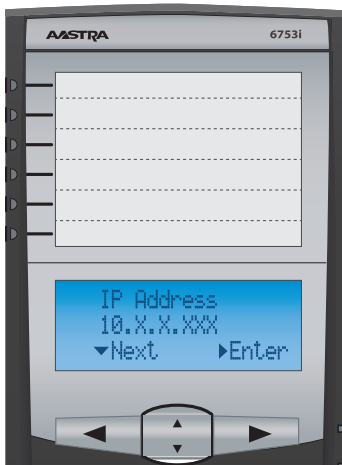 AASTRA 6753i
IP Address
10.X.X.XXX
▼Next ▶Enter